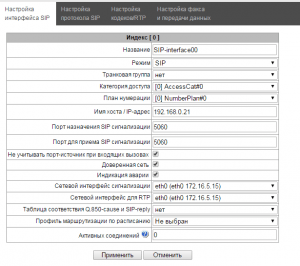 Настройка интерфейса SIP
Настройка протокола SIP
Настройка кодеков/RTP
Настройка факса и передачи данных
Индекс [ 0 ]
Название SIP-interface00
Режим SIP
Транковая группа нет
Категория доступа [0] AccessCat#0
План нумерации [0] NumberPlan#0
Имя хоста / IP-адрес 192.168.0.21
Порт назначения SIP сигнализации 5060
Порт для приема SIP сигнализации 5060
Не учитывать порт-источник при входящих вызовах
Доверенная сеть
Индикация аварии
Сетевой интерфейс сигнализации eth0 (eth0 172.16.5.15)
Сетевой интерфейс для RTP eth0 (eth0 172.16.5.15)
Таблица соответствия Q.850-cause и SIP-reply нет
Профиль маршрутизации по расписанию Не выбран
Активных соединений 0
Применить Отменить